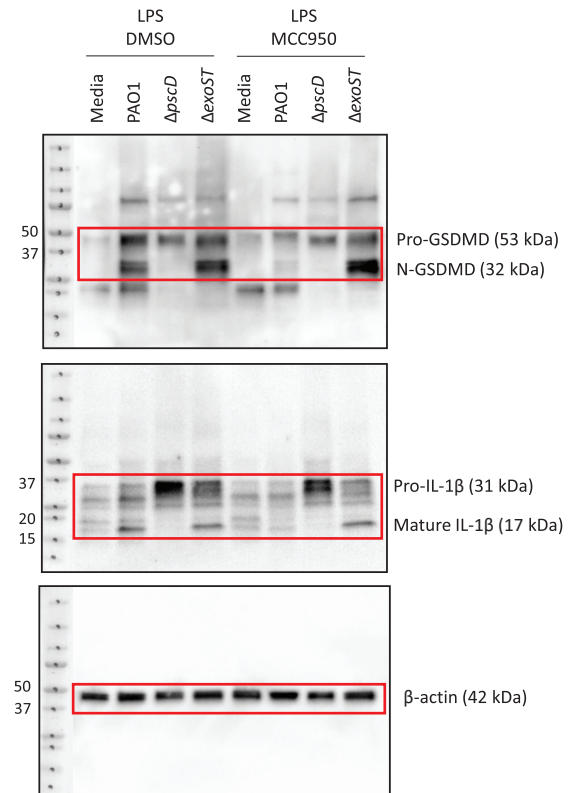 LPS
DMSO
LPS
MCC950
Media
PAO1
ΔpscD
ΔexoST
Media
PAO1
ΔpscD
ΔexoST
50
37
Pro-GSDMD (53 kDa)
N-GSDMD (32 kDa)
37
20
15
Pro-IL-1β (31 kDa)
Mature IL-1β (17 kDa)
50
37
β-actin (42 kDa)